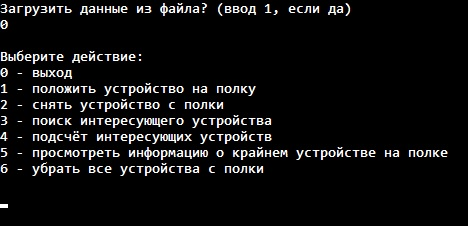 Загрузить данные из файла? (ввод 1, если да)
0
Выберите действие:
0 - выход
1 - положить устройство на полку
2 - снять устройство с полки
3 - поиск интересующего устройства
4 - подсчёт интересующих устройств
5 - просмотреть информацию о крайнем устройстве на полке
6 - убрать все устройства с полки